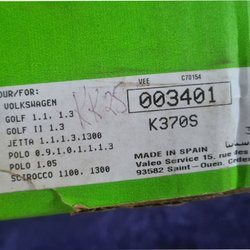 OUR/FOR:
VOLKSWAGEN
GOLF 1.1. 1.3
GOLF II 1.3
JETTA 1.1.1.3.1300
POLO 0.9.1.0.1.1.1.3
POLO 1.05
SCIROCCO 1100. 1300
KK25
VEE C70154
003401
K370S
MADE IN SPAIN
Valeo Service 15, rue des
93582 Saint-Ouen. Cedex